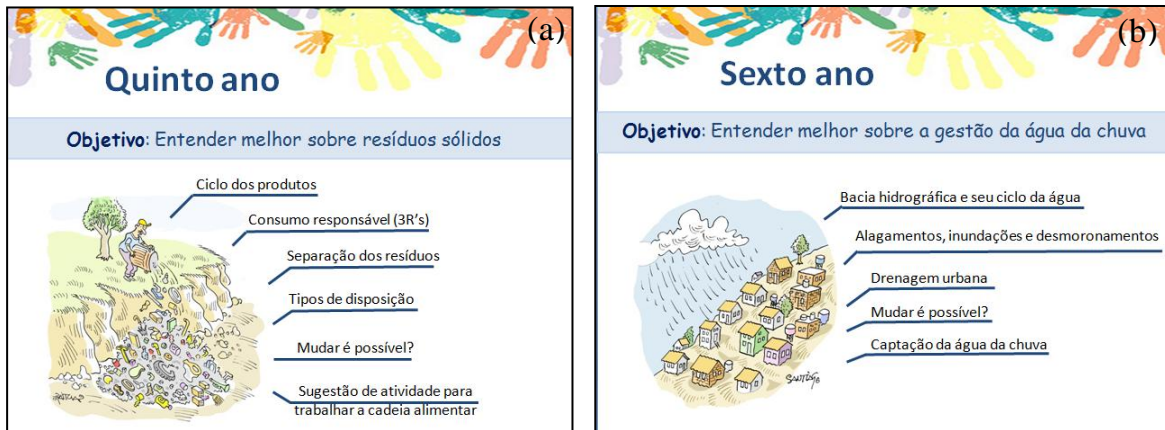 (a)
Quinto ano
Objetivo: Entender melhor sobre resíduos sólidos
Ciclo dos produtos
Consumo responsável (3R's)
Separação dos resíduos
Tipos de disposição
Mudar é possível?
Sugestão de atividade para
trabalhar a cadeia alimentar
(b)
Sexto ano
Objetivo: Entender melhor sobre a gestão da água da chuva
Bacia hidrográfica e seu ciclo da água
Alagamentos, inundações e desmoronamentos
Drenagem urbana
Mudar é possível?
Captação da água da chuva